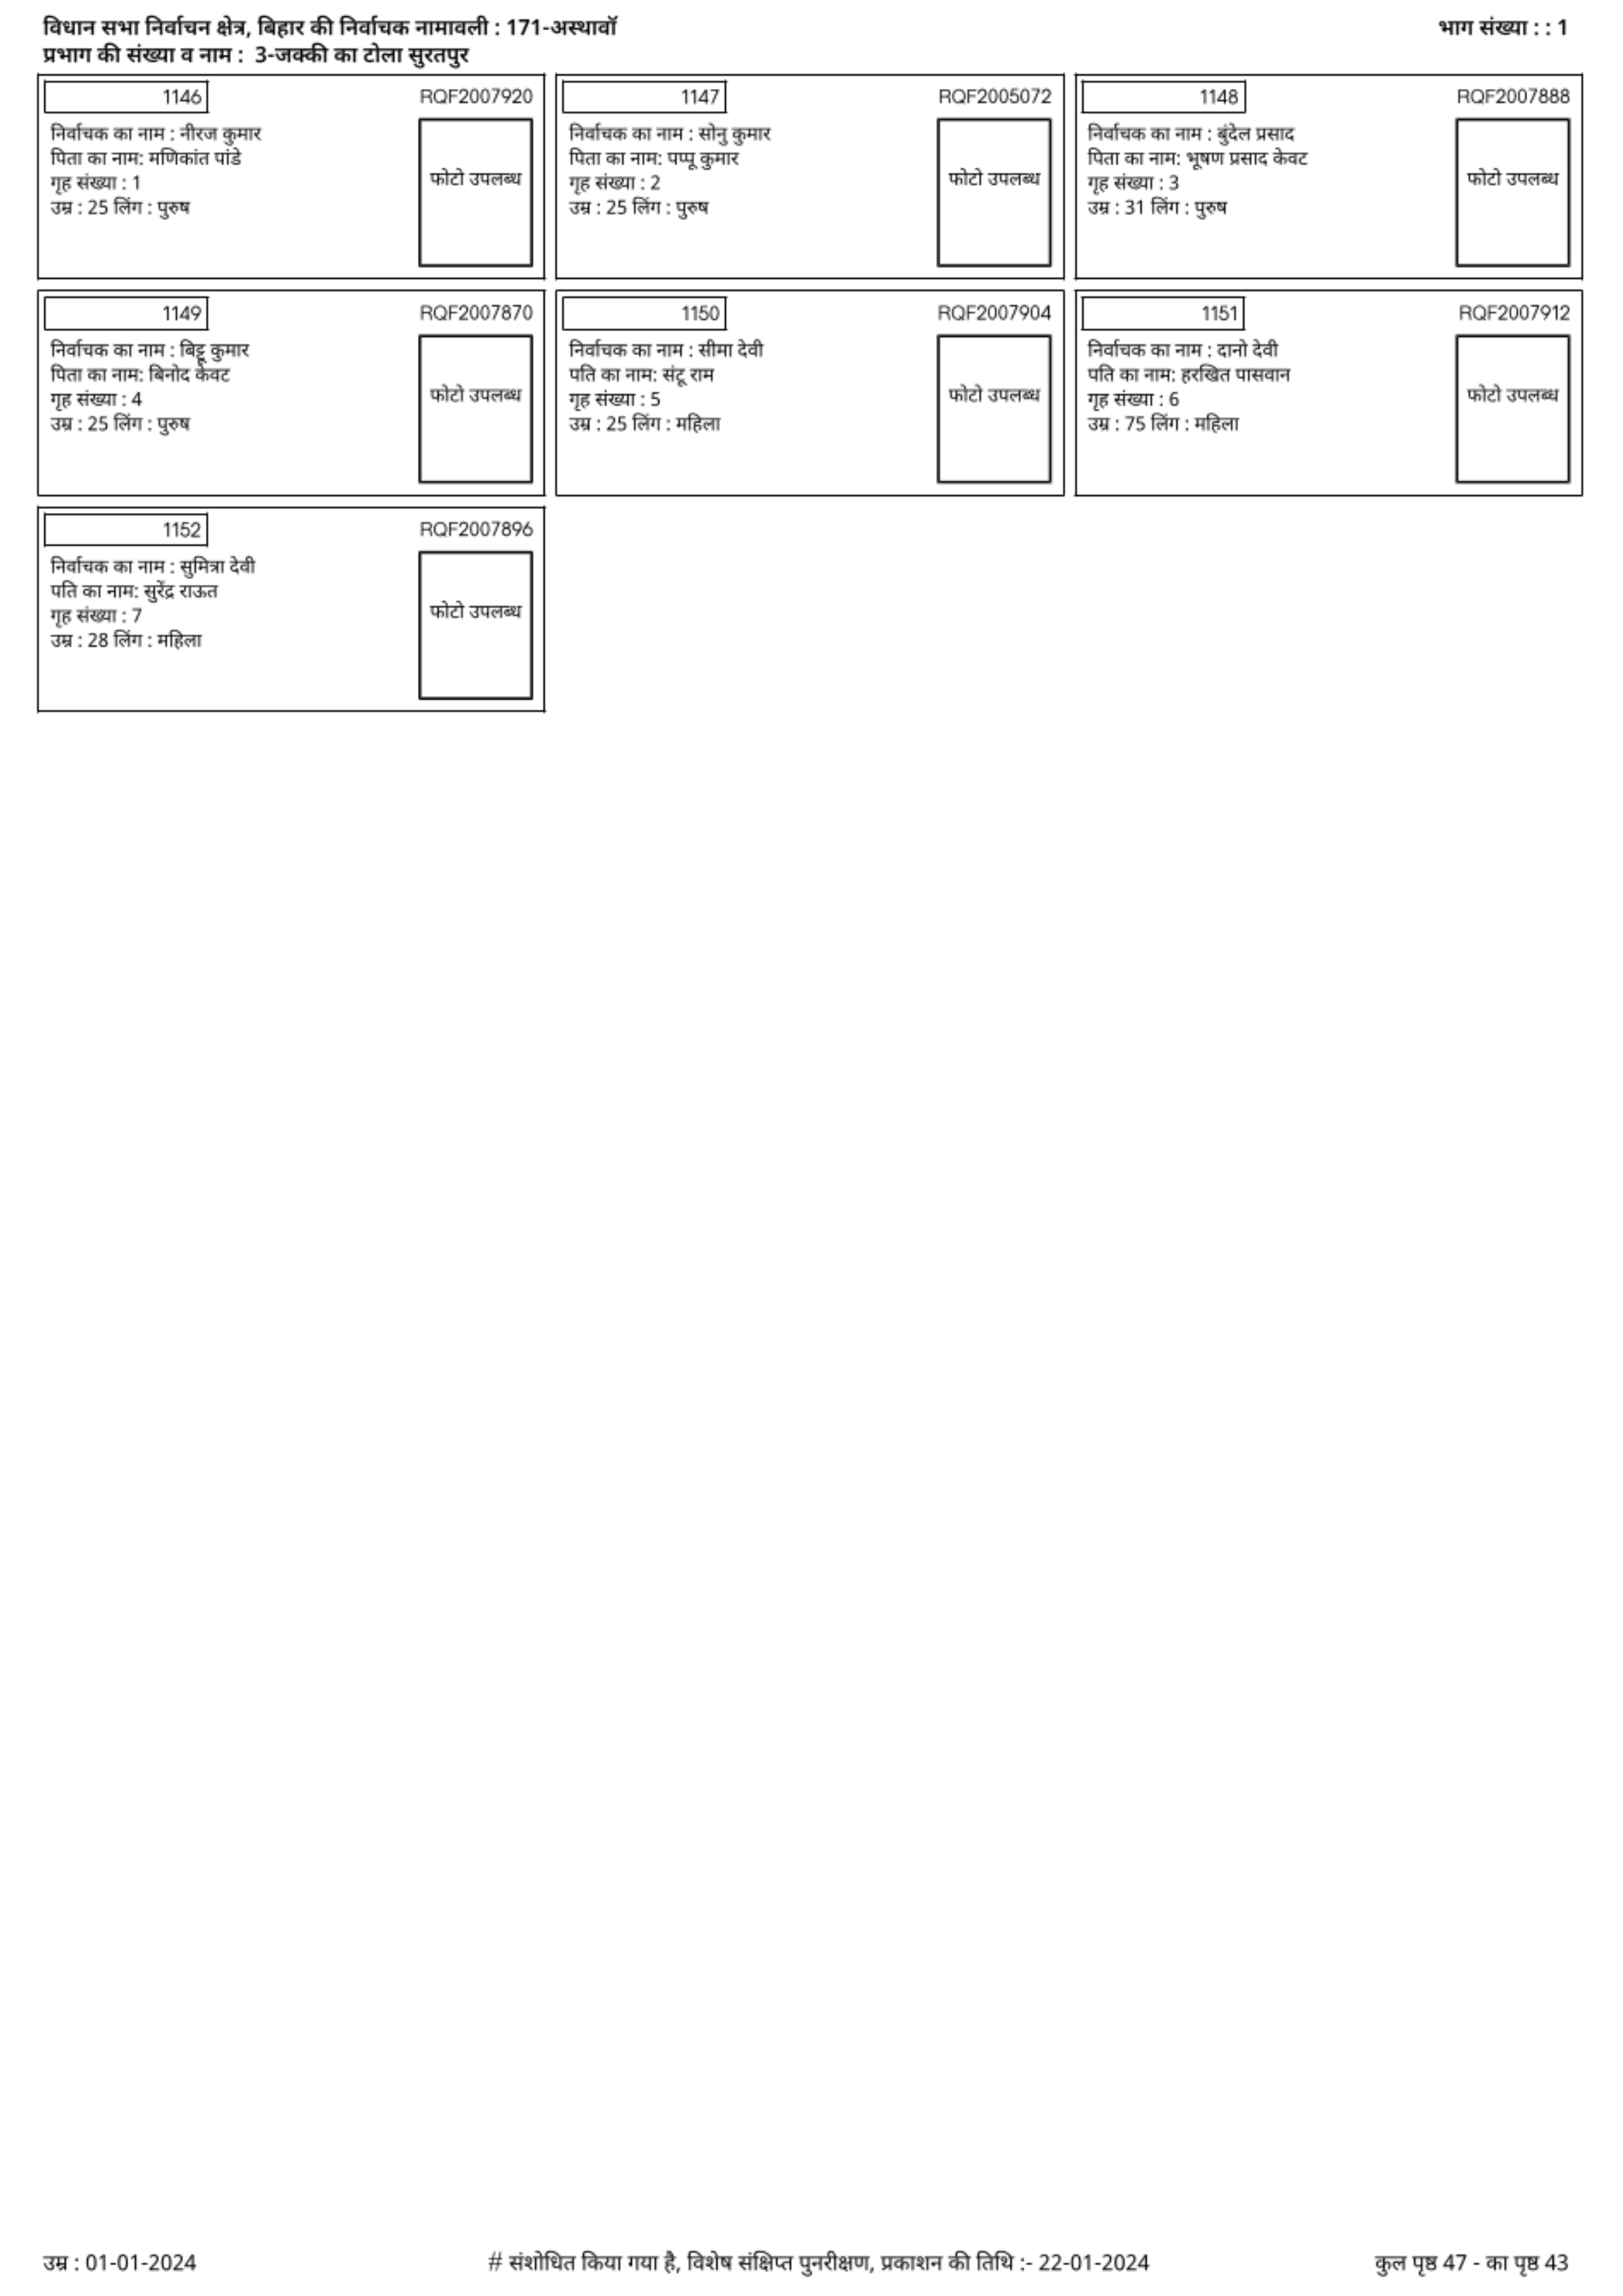 विधान सभा निर्वाचन क्षेत्र, बिहार की निर्वाचक नामावली : 171-अस्थावॉ
भाग संख्या : : 1
प्रभाग की संख्या व नाम : 3-जक्की का टोला सुरतपुर
1146
RQF2007920
निर्वाचक का नाम : नीरज कुमार
पिता का नाम: मणिकांत पांडे
गृह संख्या : 1
उम्र : 25 लिंग : पुरुष
फोटो उपलब्ध
1147
RQF2005072
निर्वाचक का नाम : सोनु कुमार
पिता का नाम: पप्पू कुमार
गृह संख्या : 2
उम्र : 25 लिंग : पुरुष
फोटो उपलब्ध
1148
RQF2007888
निर्वाचक का नाम : बुंदेल प्रसाद
पिता का नाम: भूषण प्रसाद केवट
गृह संख्या : 3
उम्र : 31 लिंग : पुरुष
फोटो उपलब्ध
1149
RQF2007870
निर्वाचक का नाम : बिट्टू कुमार
पिता का नाम: बिनोद केवट
गृह संख्या : 4
उम्र : 25 लिंग : पुरुष
फोटो उपलब्ध
1150
RQF2007904
निर्वाचक का नाम : सीमा देवी
पति का नाम: संटू राम
गृह संख्या : 5
उम्र : 25 लिंग : महिला
फोटो उपलब्ध
1151
RQF2007912
निर्वाचक का नाम : दानो देवी
पति का नाम: हरखित पासवान
गृह संख्या : 6
उम्र : 75 लिंग : महिला
फोटो उपलब्ध
1152
RQF2007896
निर्वाचक का नाम : सुमित्रा देवी
पति का नाम: सुरेंद्र राऊत
गृह संख्या : 7
उम्र : 28 लिंग : महिला
फोटो उपलब्ध
उम्र : 01-01-2024
# संशोधित किया गया है, विशेष संक्षिप्त पुनरीक्षण, प्रकाशन की तिथि :- 22-01-2024
कुल पृष्ठ 47 - का पृष्ठ 43